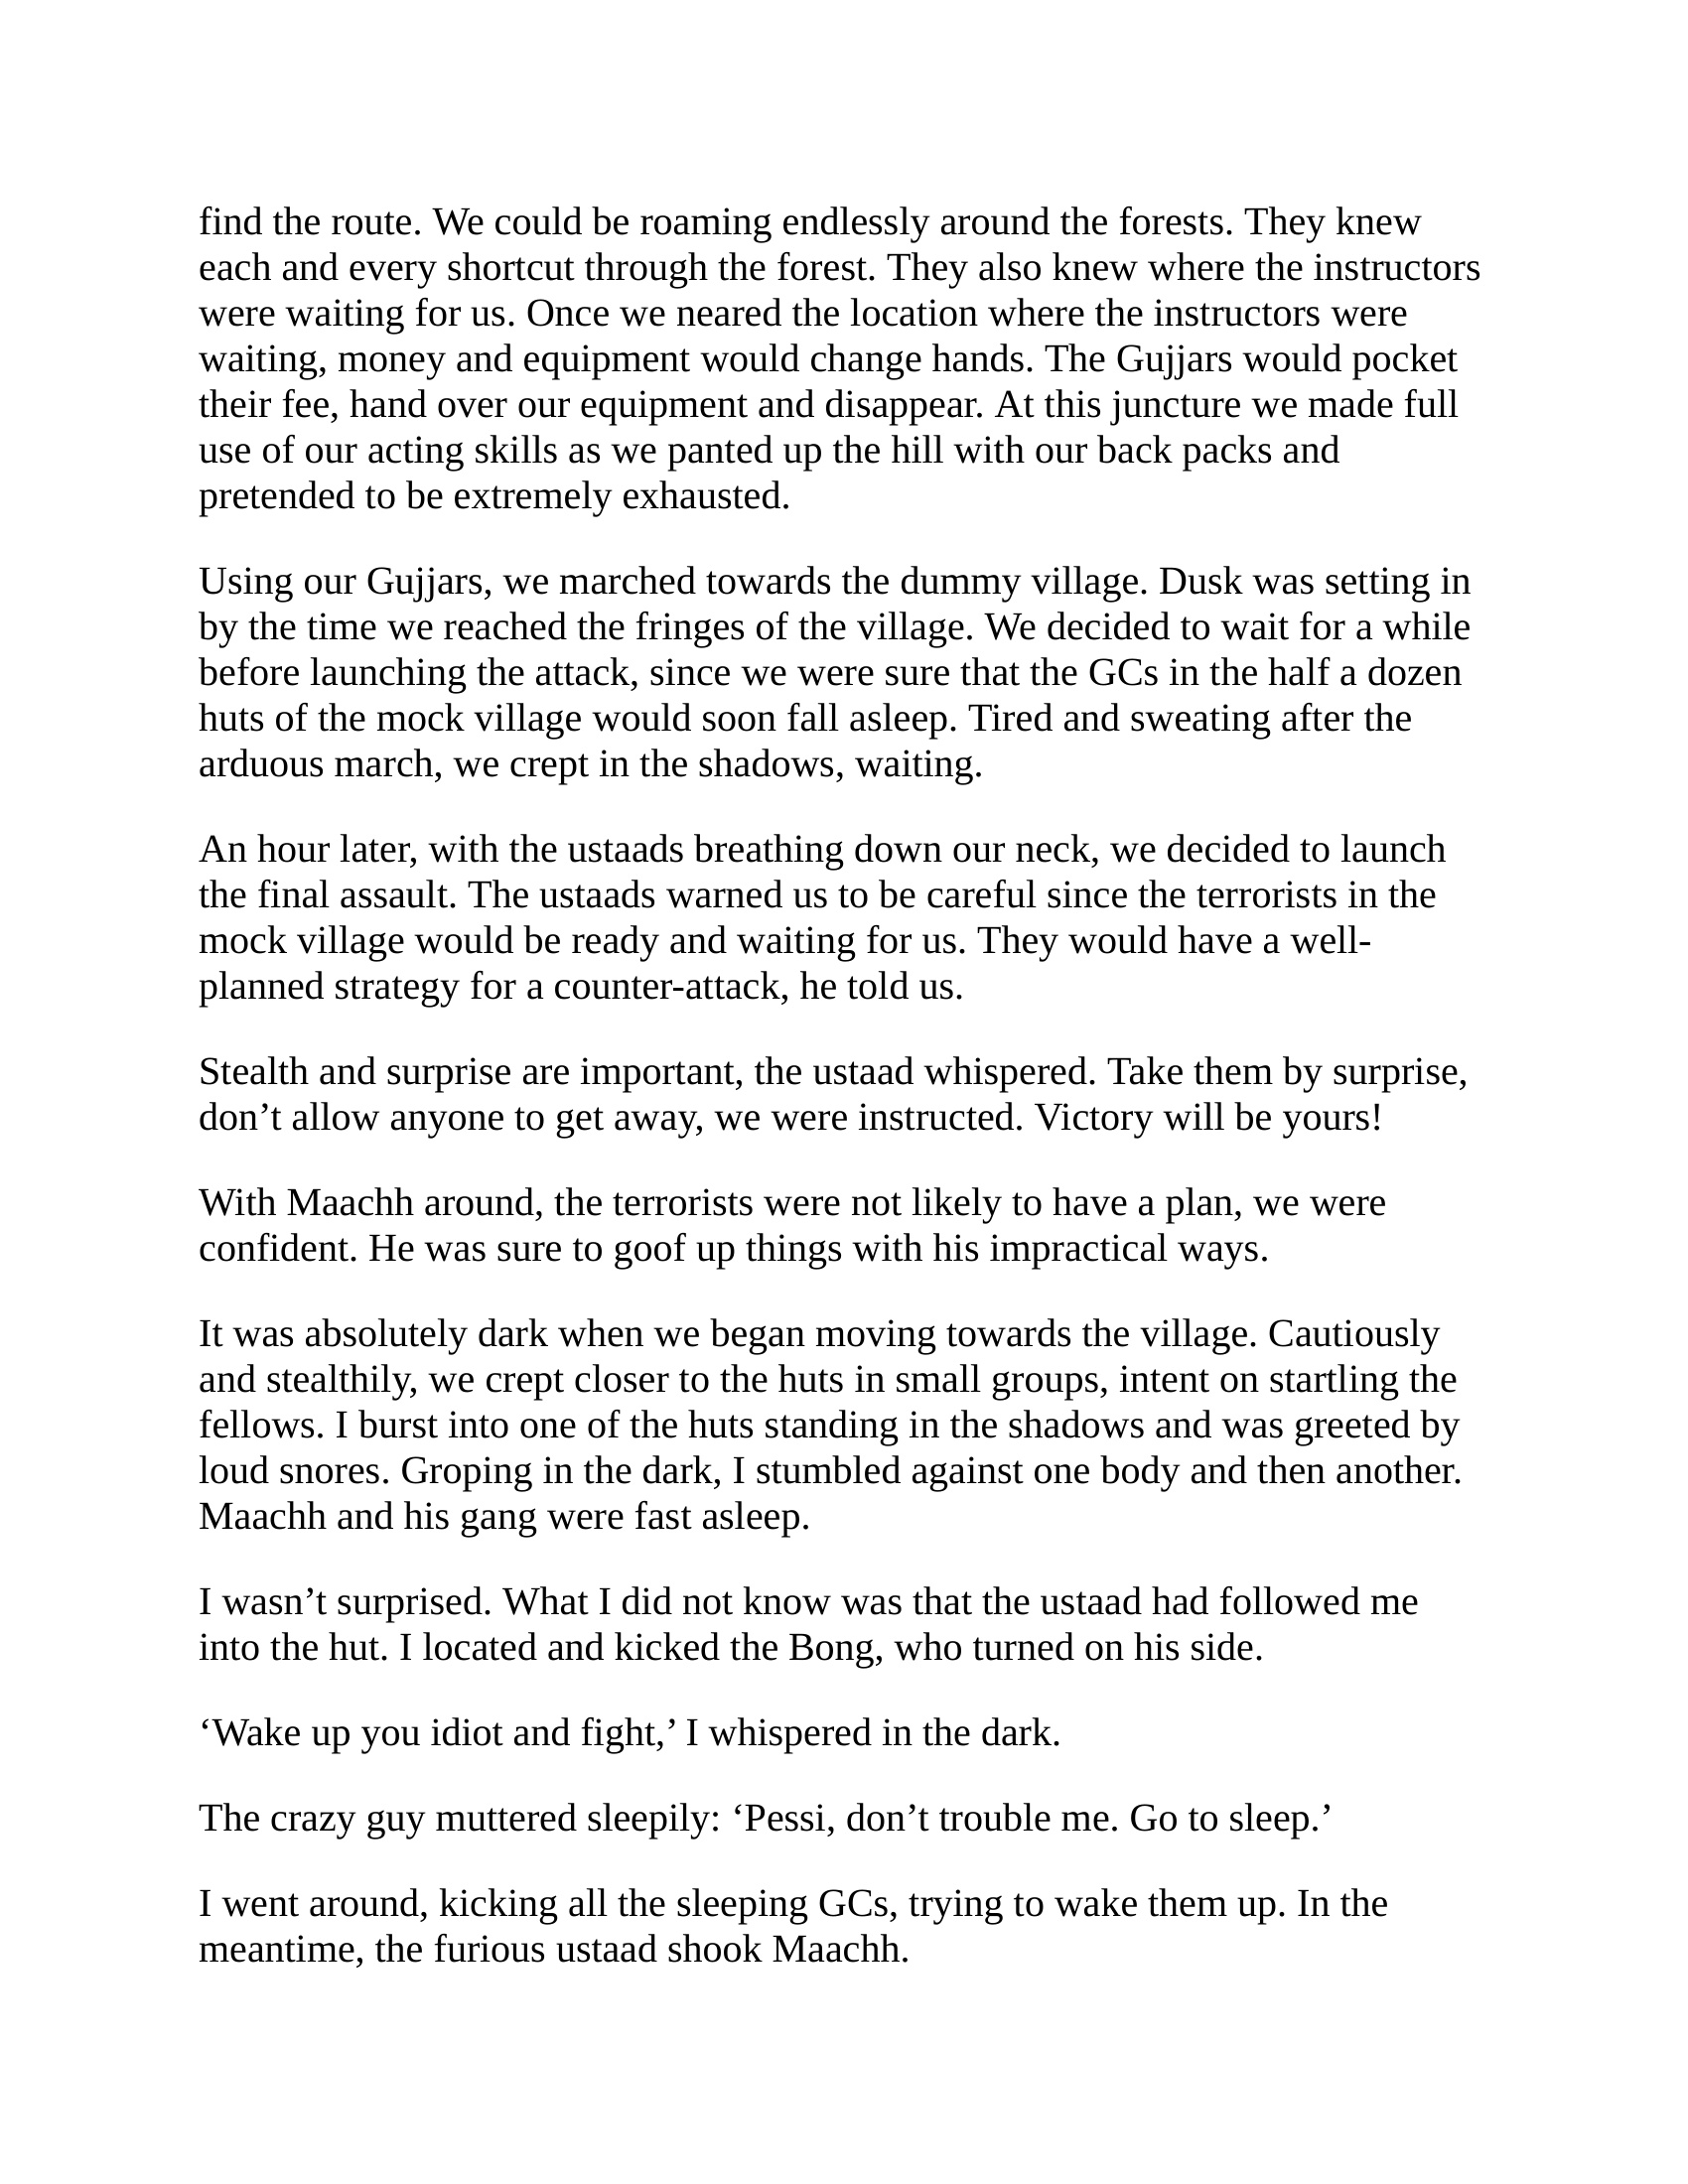 find the route. We could be roaming endlessly around the forests. They knew
each and every shortcut through the forest. They also knew where the instructors
were waiting for us. Once we neared the location where the instructors were
waiting, money and equipment would change hands. The Gujjars would pocket
their fee, hand over our equipment and disappear. At this juncture we made full
use of our acting skills as we panted up the hill with our back packs and
pretended to be extremely exhausted.
Using our Gujjars, we marched towards the dummy village. Dusk was setting in
by the time we reached the fringes of the village. We decided to wait for a while
before launching the attack, since we were sure that the GCs in the half a dozen
huts of the mock village would soon fall asleep. Tired and sweating after the
arduous march, we crept in the shadows, waiting.
An hour later, with the ustaads breathing down our neck, we decided to launch
the final assault. The ustaads warned us to be careful since the terrorists in the
mock village would be ready and waiting for us. They would have a well-
planned strategy for a counter-attack, he told us.
Stealth and surprise are important, the ustaad whispered. Take them by surprise,
don’t allow anyone to get away, we were instructed. Victory will be yours!
With Maachh around, the terrorists were not likely to have a plan, we were
confident. He was sure to goof up things with his impractical ways.
It was absolutely dark when we began moving towards the village. Cautiously
and stealthily, we crept closer to the huts in small groups, intent on startling the
fellows. I burst into one of the huts standing in the shadows and was greeted by
loud snores. Groping in the dark, I stumbled against one body and then another.
Maachh and his gang were fast asleep.
I wasn’t surprised. What I did not know was that the ustaad had followed me
into the hut. I located and kicked the Bong, who turned on his side.
‘Wake up you idiot and fight,’ I whispered in the dark.
The crazy guy muttered sleepily: ‘Pessi, don’t trouble me. Go to sleep.’
I went around, kicking all the sleeping GCs, trying to wake them up. In the
meantime, the furious ustaad shook Maachh.